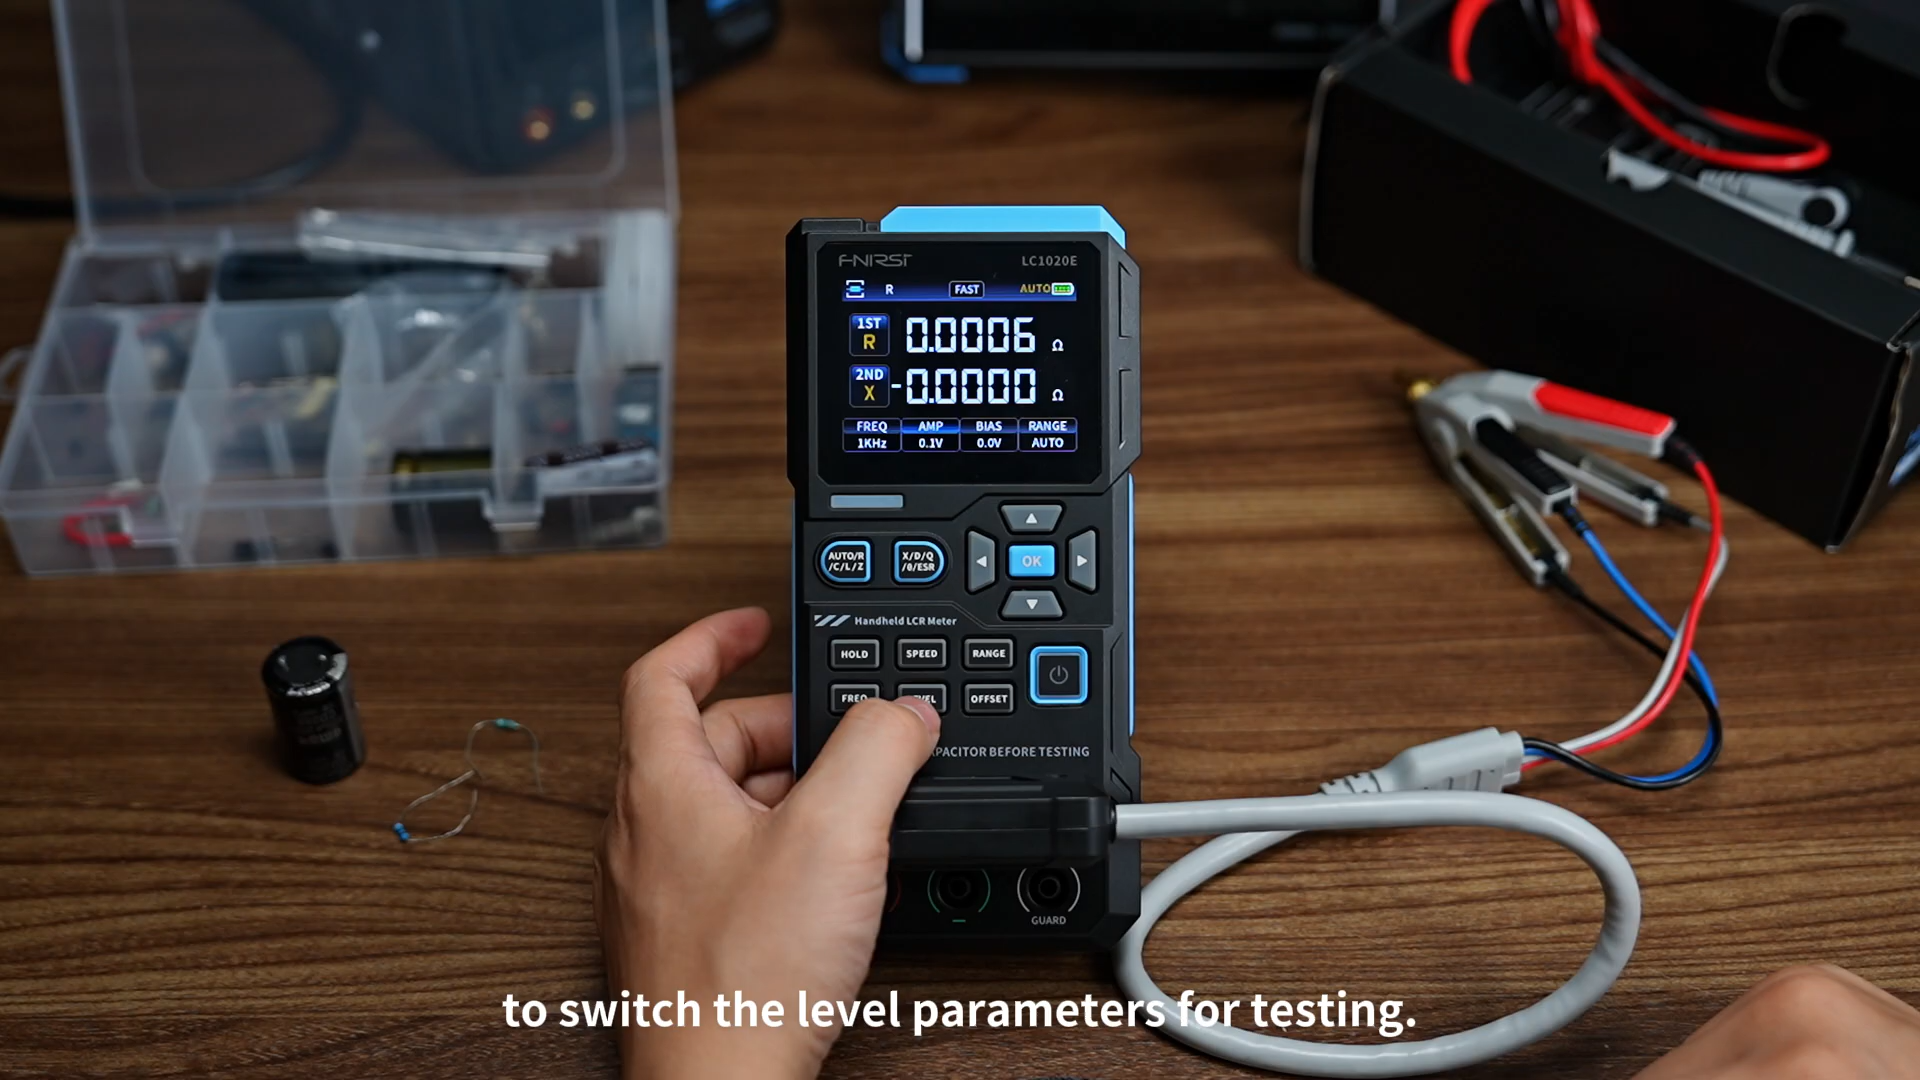 FNIRSI LC1020E
R FAST AUTO
1ST
R
0.0006 Ω
2ND
X
-0.0000 Ω
FREQ AMP BIAS RANGE
1KHz 0.1V 0.0V AUTO
AUTO/R
/C/L/Z
X/D/Q
/θ/ESR
OK
Handheld LCR Meter
HOLD SPEED RANGE
FREQ LEVEL OFFSET
BEFORE TESTING
GUARD
to switch the level parameters for testing.